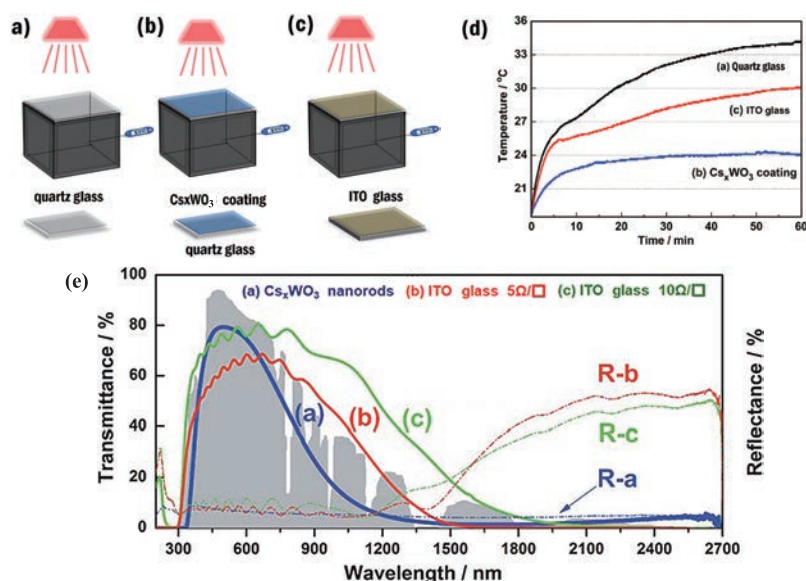 a)
(b)
(c)
quartz glass
CsxWO₃ coating
ITO glass
quartz glass
(d)
Temperature / °C
36
33
30
27
24
21
(a) Quartz glass
(c) ITO glass
(b) CsₓWO₃ coating
0 10 20 30 40 50 60
Time / min
(e)
Transmittance / %
100
80
60
40
20
0
(a) CsₓWO₃ nanorods (b) ITO glass 5Ω/□ (c) ITO glass 10Ω/□
(a)
(b)
(c)
R-b
R-c
R-a
Reflectance / %
300 600 900 1200 1500 1800 2100 2400 2700
Wavelength / nm